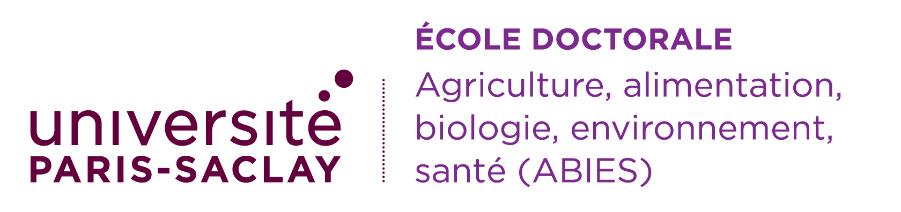 université
PARIS-SACLAY
ÉCOLE DOCTORALE
Agriculture, alimentation,
biologie, environnement,
santé (ABIES)